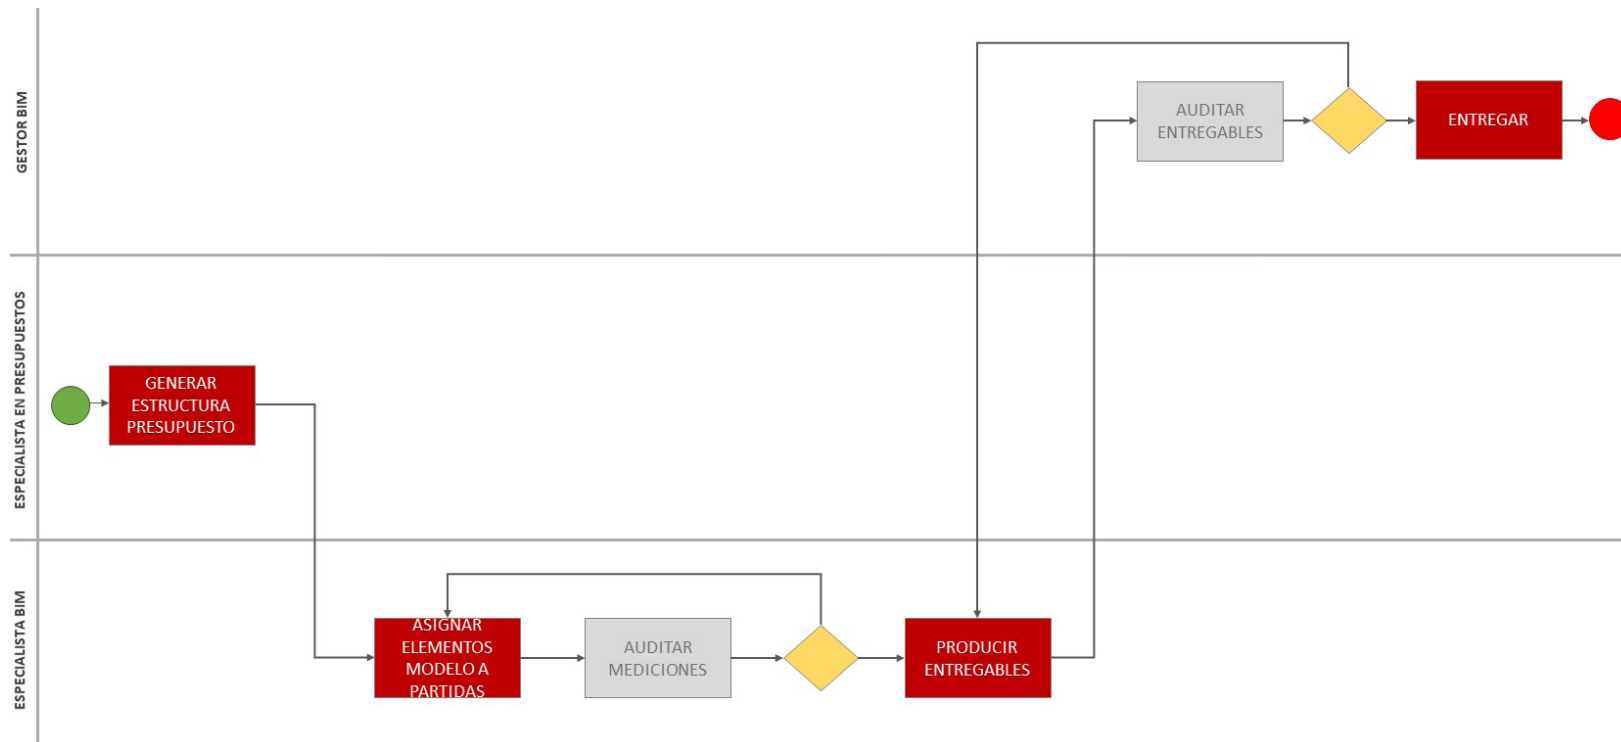 GESTOR BIM
AUDITAR
ENTREGABLES
ENTREGAR
ESPECIALISTA EN PRESUPUESTOS
GENERAR
ESTRUCTURA
PRESUPUESTO
ESPECIALISTA BIM
ASIGNAR
ELEMENTOS
MODELO A
PARTIDAS
AUDITAR
MEDICIONES
PRODUCIR
ENTREGABLES